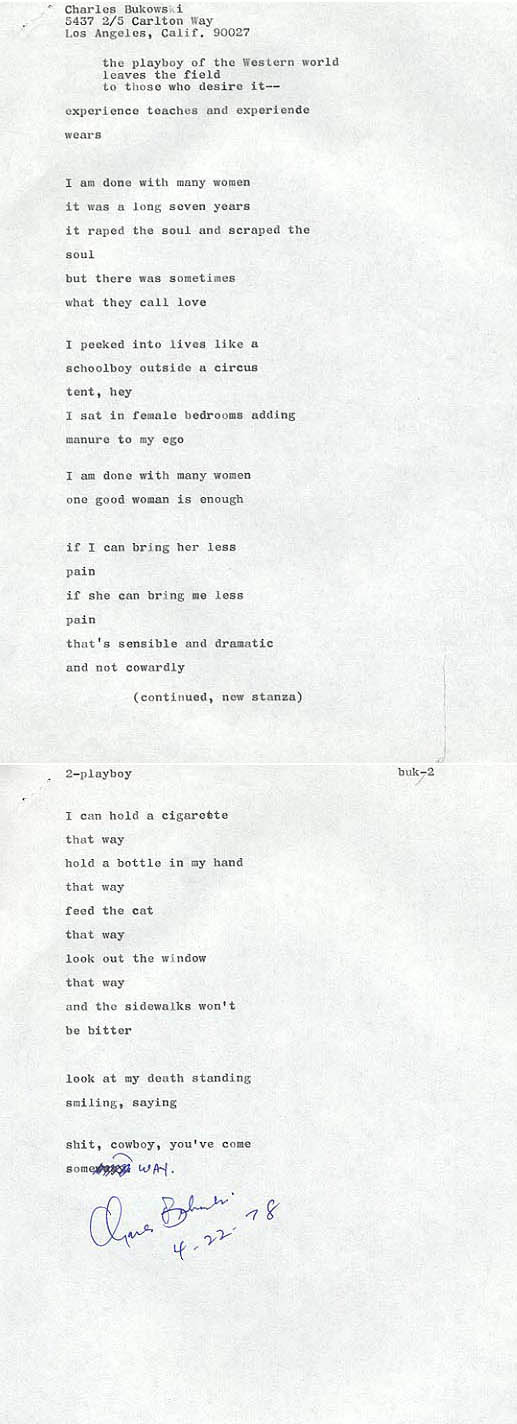 Charles Bukowski
5437 2/5 Carlton Way
Los Angeles, Calif. 90027
the playboy of the Western world
leaves the field
to those who desire it--
experience teaches and experiende
wears
I am done with many women
it was a long seven years
it raped the soul and scraped the
soul
but there was sometimes
what they call love
I peeked into lives like a
schoolboy outside a circus
tent, hey
I sat in female bedrooms adding
manure to my ego
I am done with many women
one good woman is enough
if I can bring her less
pain
if she can bring me less
pain
that's sensible and dramatic
and not cowardly
(continued, new stanza)
2-playboy buk-2
I can hold a cigarette
that way
hold a bottle in my hand
that way
feed the cat
that way
look out the window
that way
and the sidewalks won't
be bitter
look at my death standing
smiling, saying
shit, cowboy, you've come
some WAY.
Charles Bukowski
4-22-78